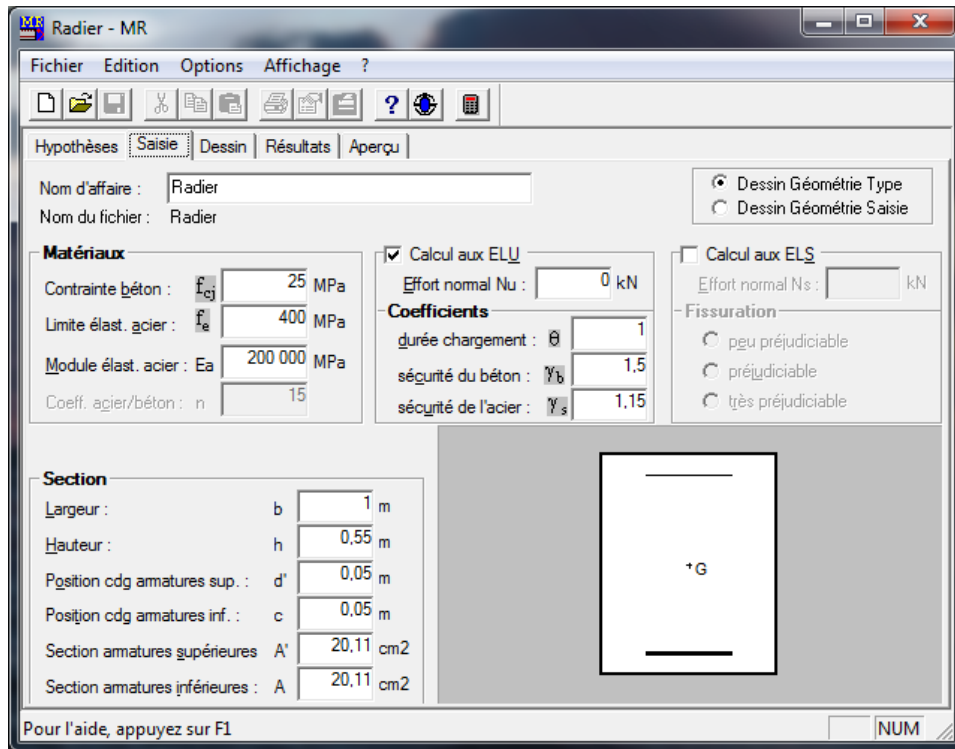 MR Radier - MR
Fichier Edition Options Affichage ?
Hypothèses Saisie Dessin Résultats Aperçu
Nom d'affaire : Radier
Nom du fichier : Radier
Dessin Géométrie Type
Dessin Géométrie Saisie
Matériaux
Contrainte béton : fcj 25 MPa
Limite élast. acier : fe 400 MPa
Module élast. acier : Ea 200 000 MPa
Coeff. acier/béton : n 15
Calcul aux ELU
Effort normal Nu : 0 kN
Coefficients
durée chargement : θ 1
sécurité du béton : γb 1,5
sécurité de l'acier : γs 1,15
Calcul aux ELS
Effort normal Ns : kN
Fissuration
peu préjudiciable
préjudiciable
très préjudiciable
Section
Largeur : b 1 m
Hauteur : h 0,55 m
Position cdg armatures sup. : d' 0,05 m
Position cdg armatures inf. : c 0,05 m
Section armatures supérieures A' 20,11 cm2
Section armatures inférieures : A 20,11 cm2
+G
Pour l'aide, appuyez sur F1
NUM